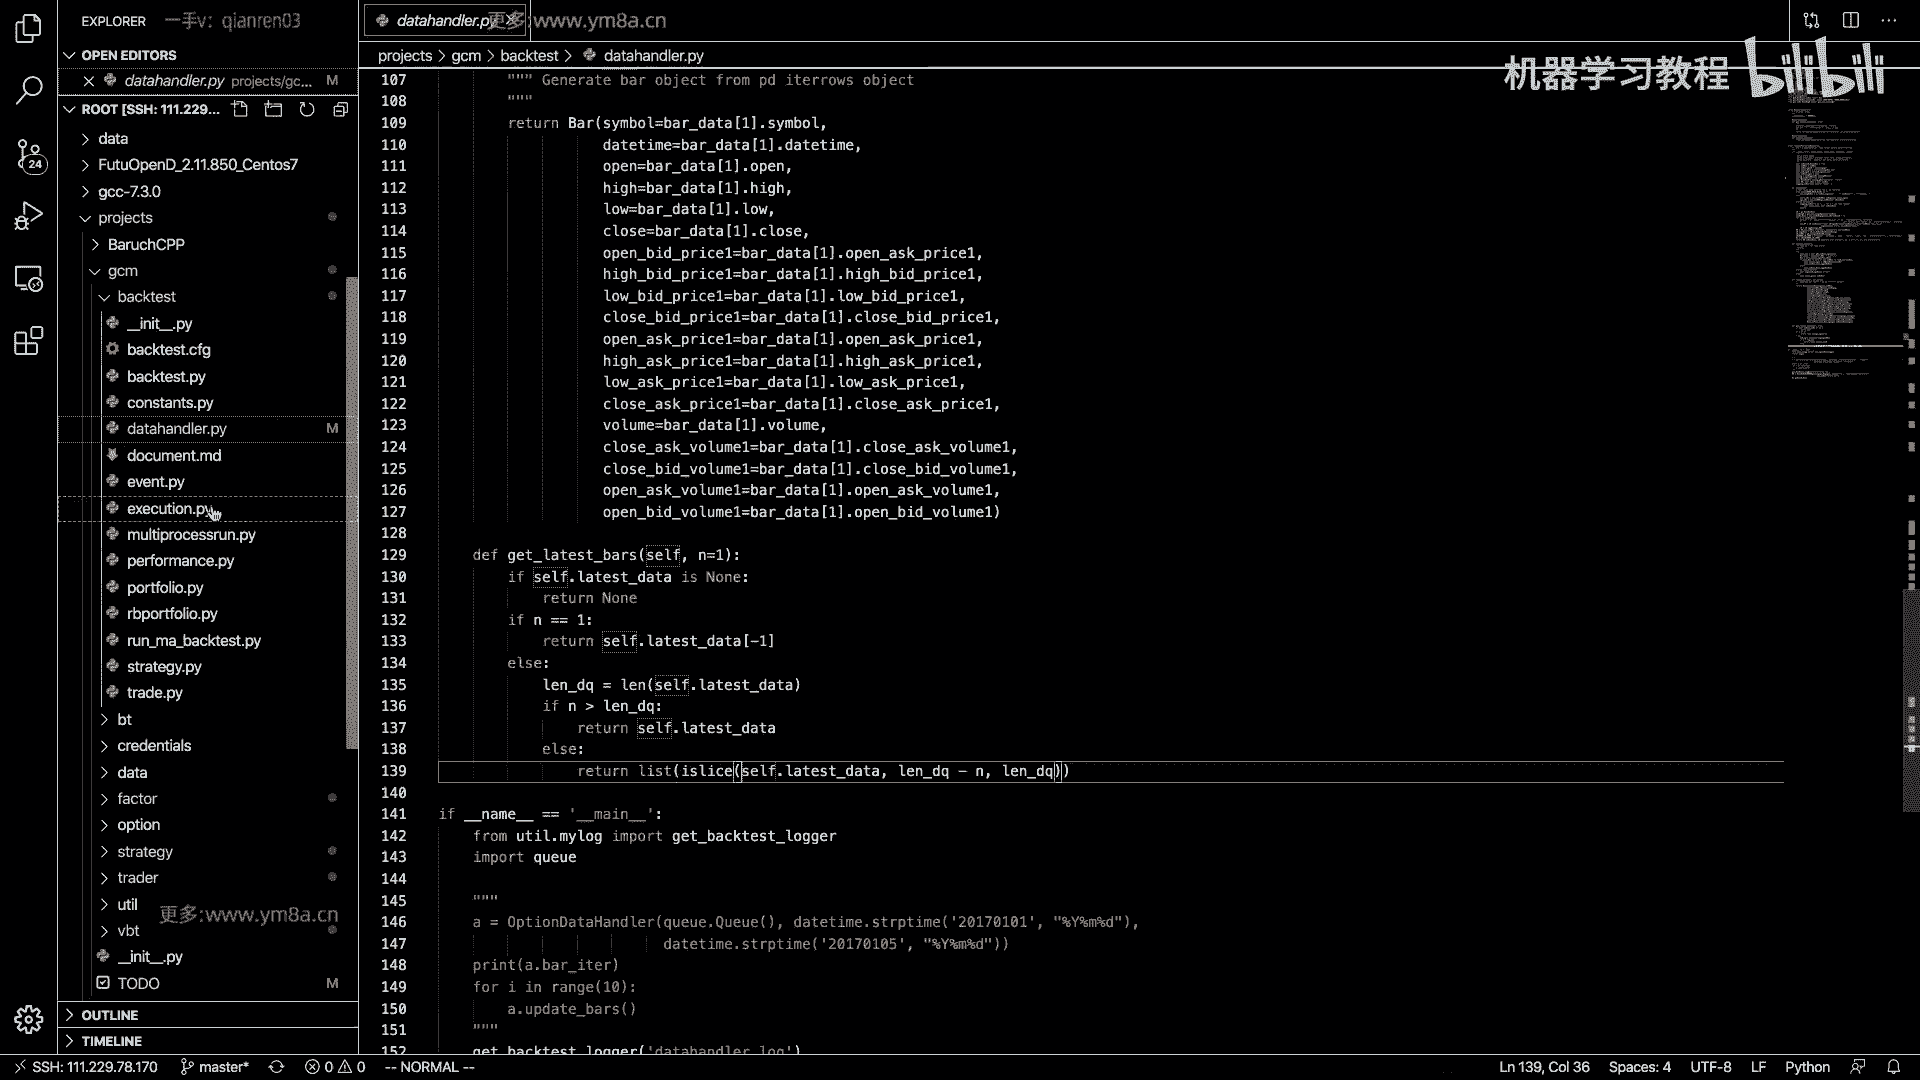 EXPLORER
一手v: qianren03
datahandler.py
更多:www.ym8a.cn
OPEN EDITORS
datahandler.py projects/gc... M
ROOT [SSH: 111.229...
data
FutuOpenD_2.11.850_Centos7
gcc-7.3.0
projects
BaruchCPP
gcm
backtest
__init__.py
backtest.cfg
backtest.py
constants.py
datahandler.py M
document.md
event.py
execution.py
multiprocessrun.py
performance.py
portfolio.py
rbportfolio.py
run_ma_backtest.py
strategy.py
trade.py
bt
credentials
data
factor
option
strategy
trader
util
更多:www.ym8a.cn
vbt
__init__.py
TODO M
OUTLINE
TIMELINE
24
projects > gcm > backtest > datahandler.py
机器学习教程 bilibili
107 """ Generate bar object from pd iterrows object
108 """
109 return Bar(symbol=bar_data[1].symbol,
110 datetime=bar_data[1].datetime,
111 open=bar_data[1].open,
112 high=bar_data[1].high,
113 low=bar_data[1].low,
114 close=bar_data[1].close,
115 open_bid_price1=bar_data[1].open_ask_price1,
116 high_bid_price1=bar_data[1].high_bid_price1,
117 low_bid_price1=bar_data[1].low_bid_price1,
118 close_bid_price1=bar_data[1].close_bid_price1,
119 open_ask_price1=bar_data[1].open_ask_price1,
120 high_ask_price1=bar_data[1].high_ask_price1,
121 low_ask_price1=bar_data[1].low_ask_price1,
122 close_ask_price1=bar_data[1].close_ask_price1,
123 volume=bar_data[1].volume,
124 close_ask_volume1=bar_data[1].close_ask_volume1,
125 close_bid_volume1=bar_data[1].close_bid_volume1,
126 open_ask_volume1=bar_data[1].open_ask_volume1,
127 open_bid_volume1=bar_data[1].open_bid_volume1)
128
129 def get_latest_bars(self, n=1):
130 if self.latest_data is None:
131 return None
132 if n == 1:
133 return self.latest_data[-1]
134 else:
135 len_dq = len(self.latest_data)
136 if n > len_dq:
137 return self.latest_data
138 else:
139 return list(islice(self.latest_data, len_dq - n, len_dq))
140
141 if __name__ == '__main__':
142 from util.mylog import get_backtest_logger
143 import queue
144
145 """
146 a = OptionDataHandler(queue.Queue(), datetime.strptime('20170101', "%Y%m%d"),
147 datetime.strptime('20170105', "%Y%m%d"))
148 print(a.bar_iter)
149 for i in range(10):
150 a.update_bars()
151 """
152 get_backtest_logger('datahandler.log')
SSH: 111.229.78.170 master* 0 0 -- NORMAL -- Ln 139, Col 36 Spaces: 4 UTF-8 LF Python